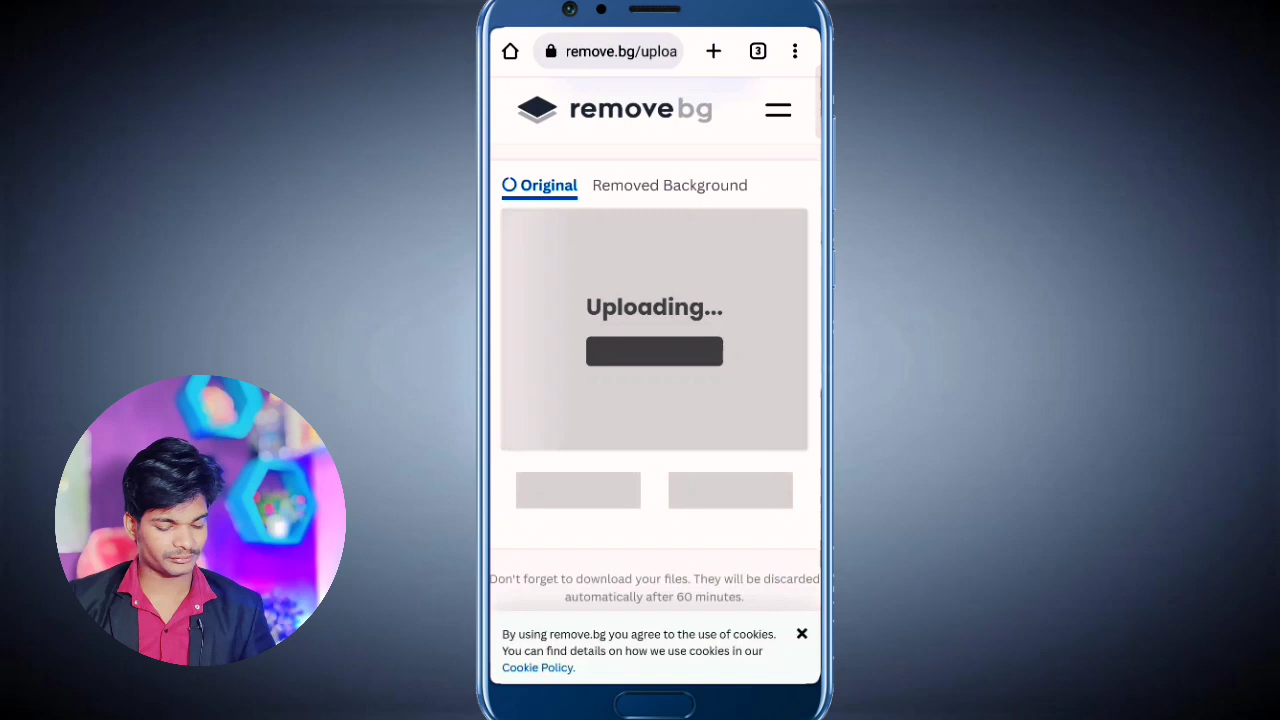 remove.bg/uploa
3
removebg
Original Removed Background
Uploading...
Don't forget to download your files. They will be discarded
automatically after 60 minutes.
By using remove.bg you agree to the use of cookies.
You can find details on how we use cookies in our
Cookie Policy.